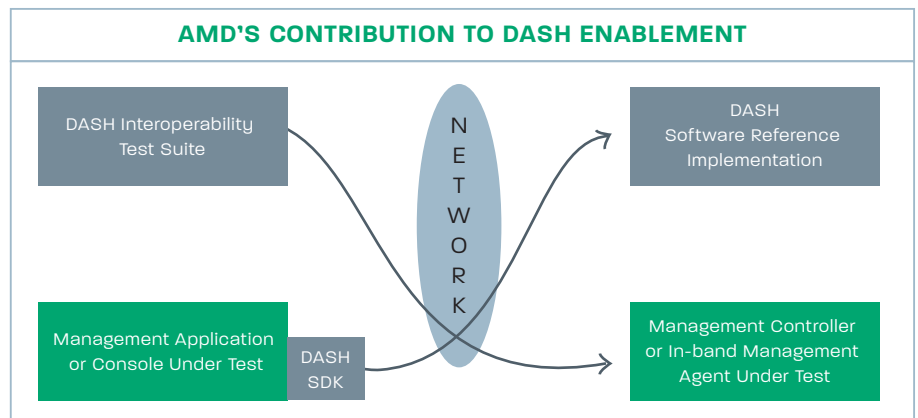 AMD'S CONTRIBUTION TO DASH ENABLEMENT
DASH Interoperability
Test Suite
NETWORK
DASH
Software Reference
Implementation
Management Application
or Console Under Test
DASH
SDK
Management Controller
or In-band Management
Agent Under Test